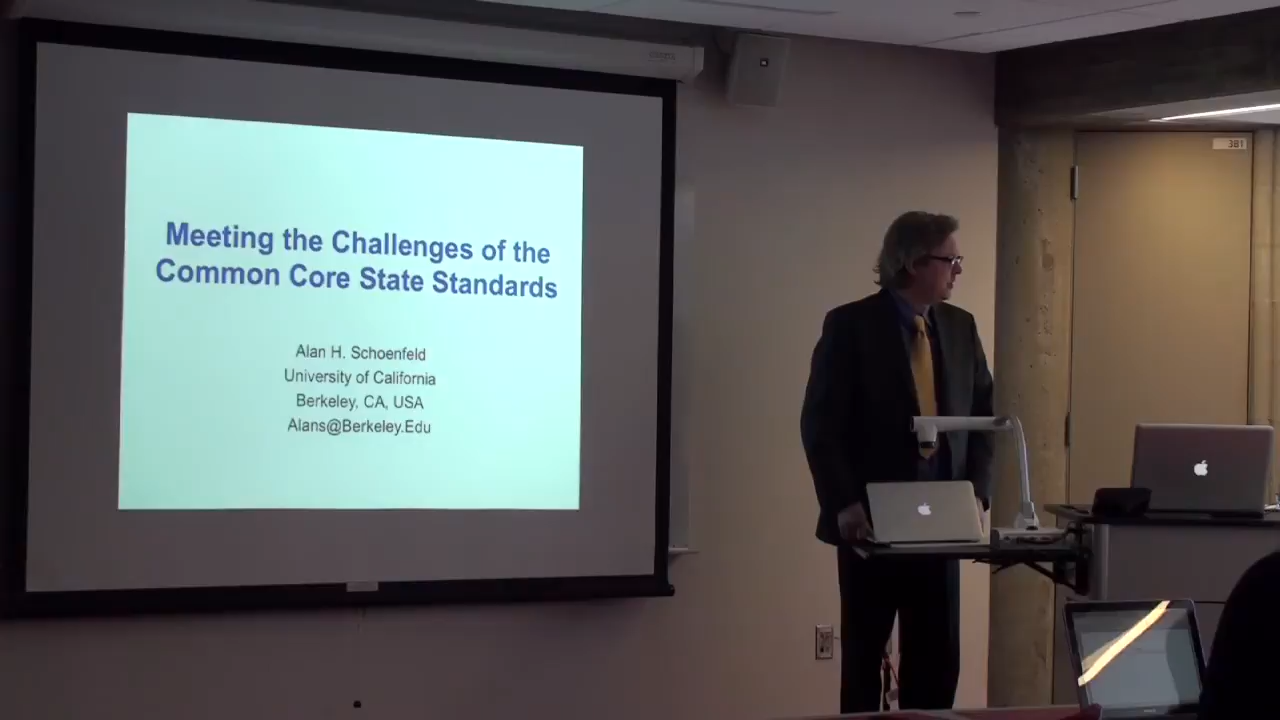 Meeting the Challenges of the
Common Core State Standards
Alan H. Schoenfeld
University of California
Berkeley, CA, USA
Alans@Berkeley.Edu
381